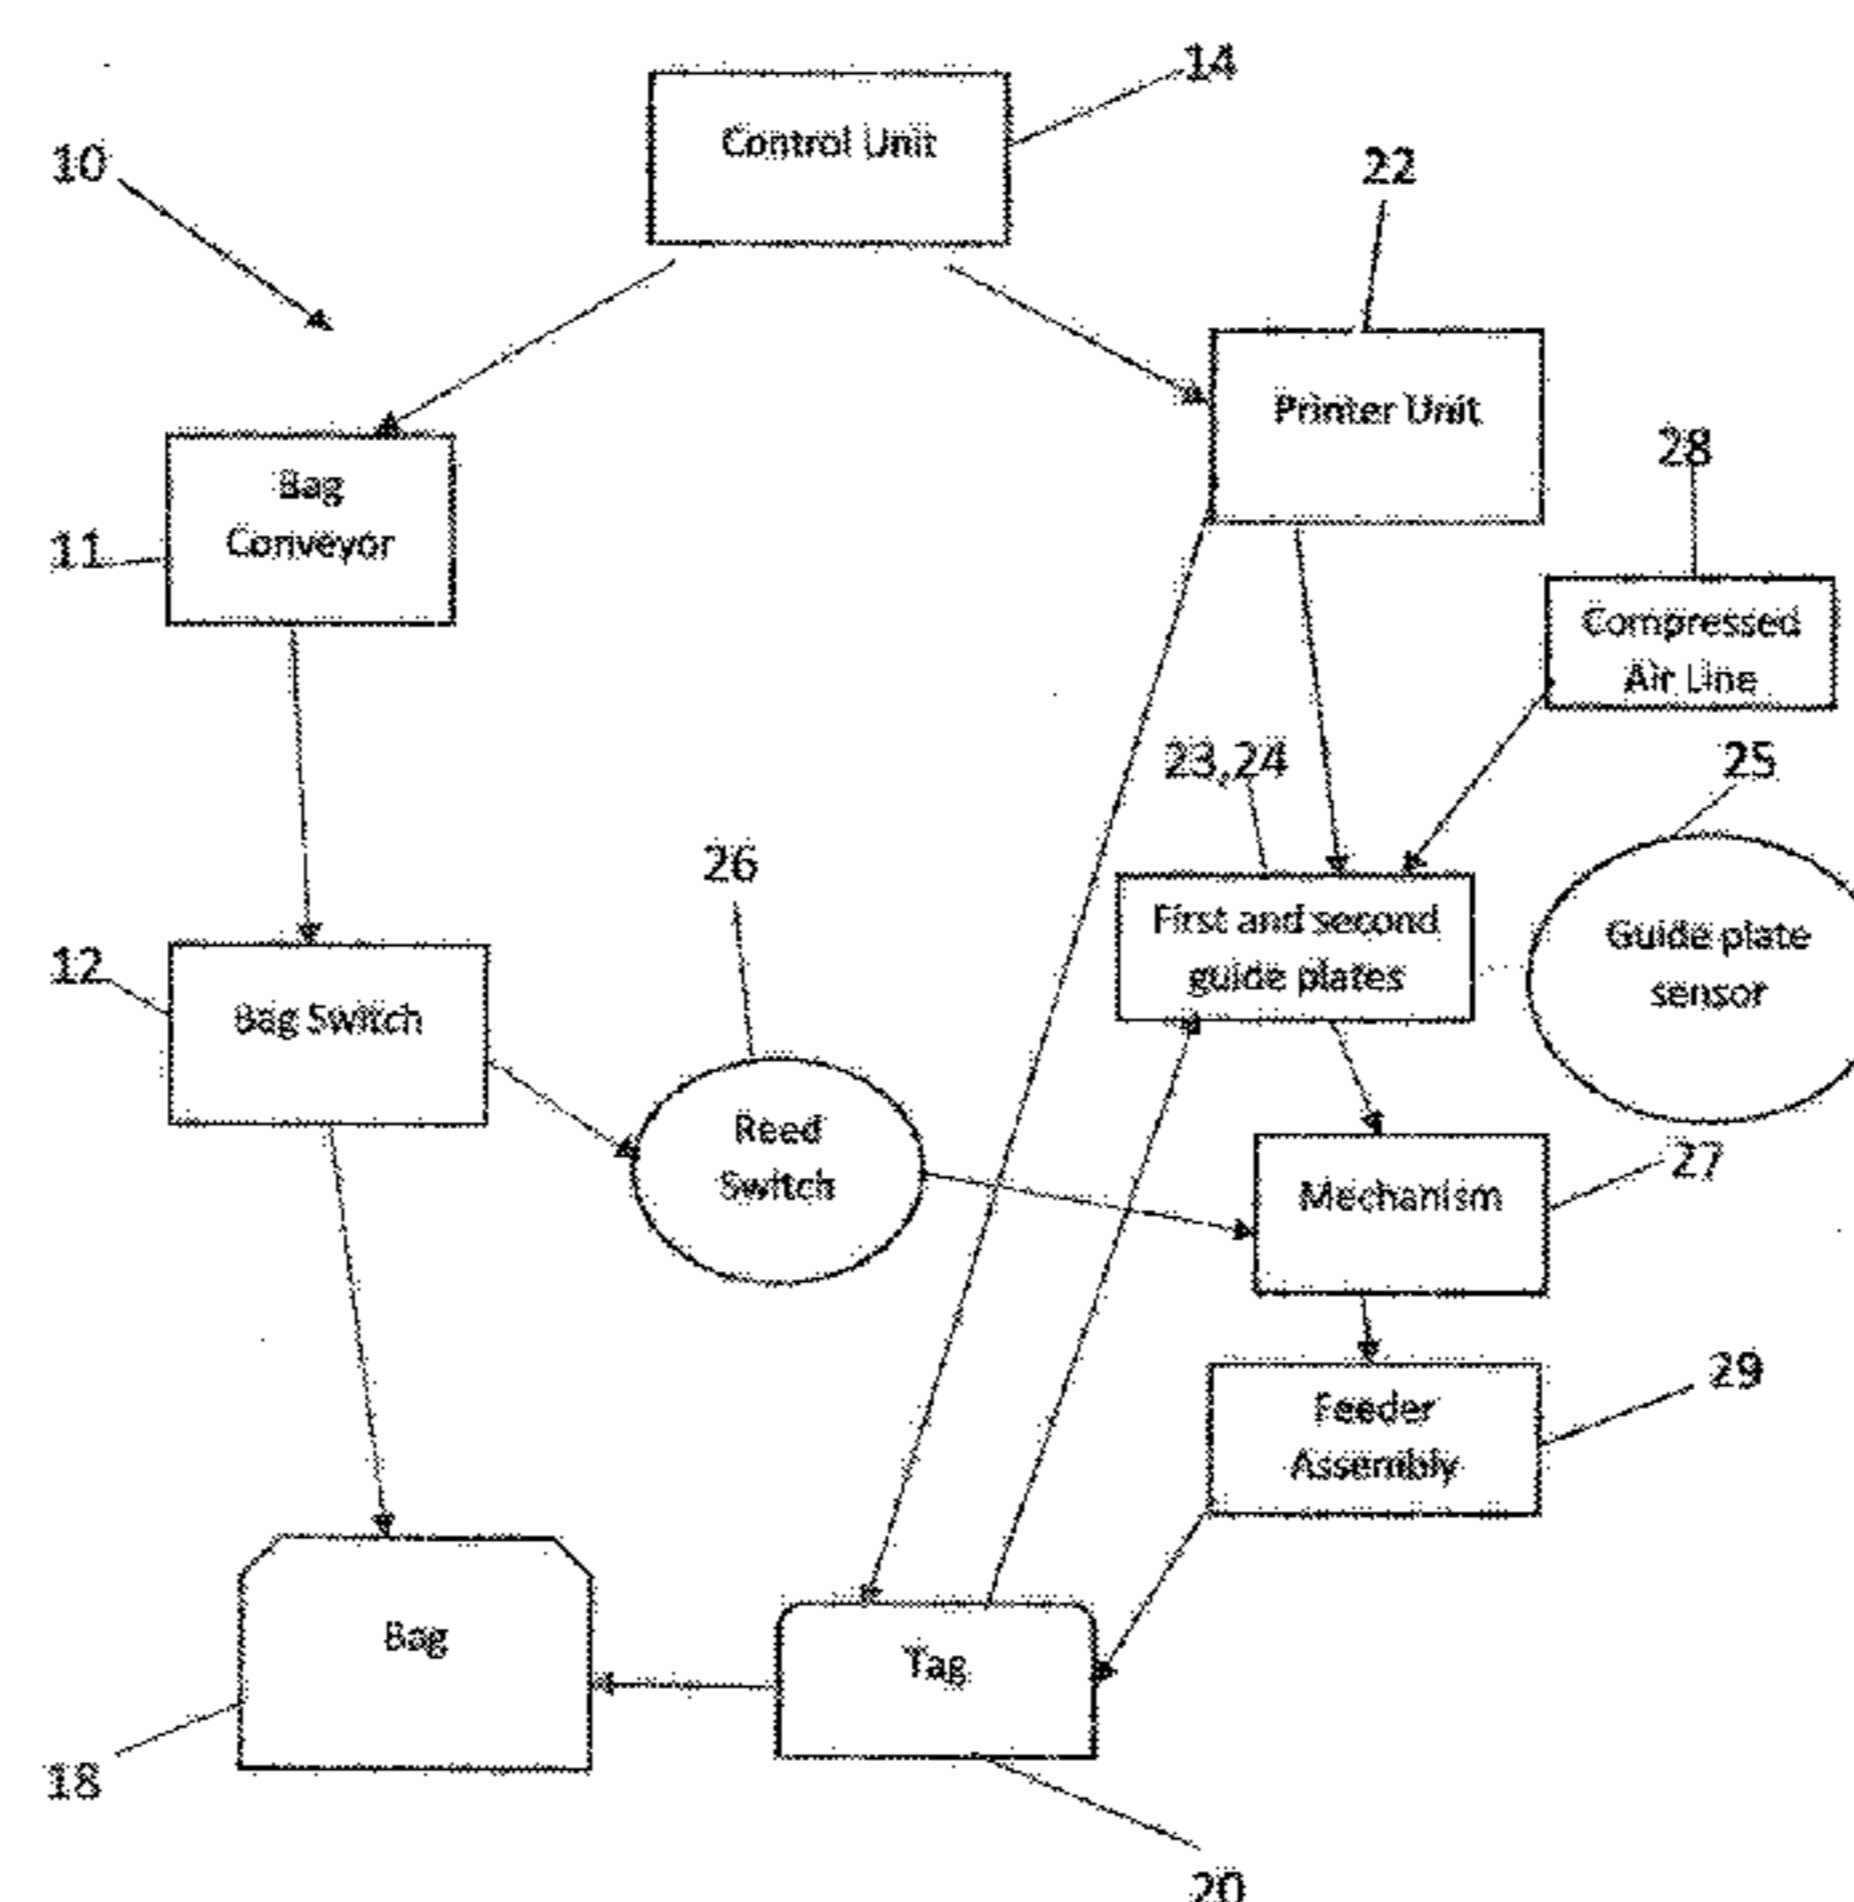 14
Control Unit
10
22
Printer Unit
28
Bag
Conveyor
11
Compressed
Air Line
23,24
25
26
First and second
guide plates
Guide plate
sensor
12
Bag Switch
Reed
Switch
27
Mechanism
29
Feeder
Assembly
Bag
Tag
18
20